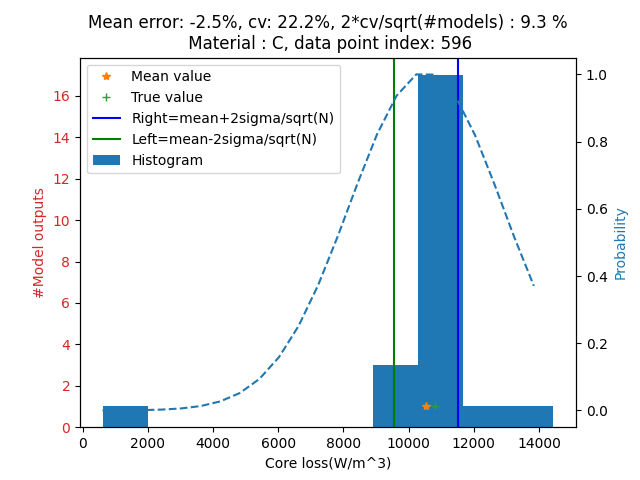 Mean error: -2.5%, cv: 22.2%, 2*cv/sqrt(#models) : 9.3 %
Material : C, data point index: 596
Mean value
True value
Right=mean+2sigma/sqrt(N)
Left=mean-2sigma/sqrt(N)
Histogram
#Model outputs
16
14
12
10
8
6
4
2
0
1.0
0.8
0.6
0.4
0.2
0.0
Probability
0 2000 4000 6000 8000 10000 12000 14000
Core loss(W/m^3)